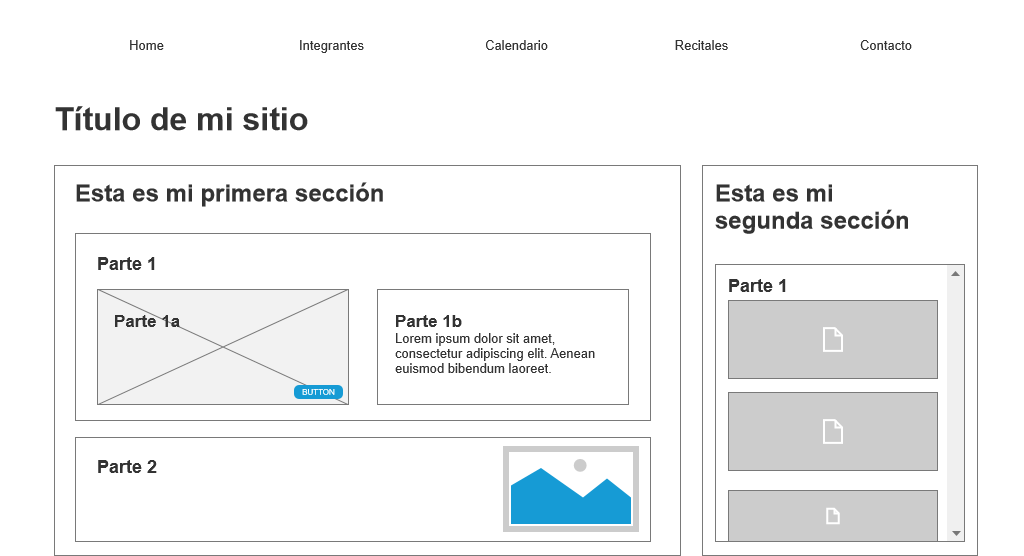 Home
Integrantes
Calendario
Recitales
Contacto
Título de mi sitio
Esta es mi primera sección
Parte 1
Parte 1a
BUTTON
Parte 1b
Lorem ipsum dolor sit amet,
consectetur adipiscing elit. Aenean
euismod bibendum laoreet.
Parte 2
Esta es mi
segunda sección
Parte 1